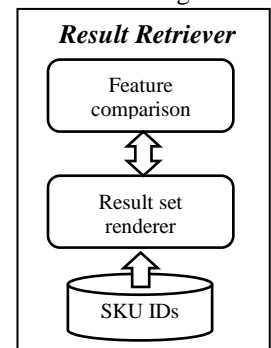 Result Retriever
Feature
comparison
Result set
renderer
SKU IDs